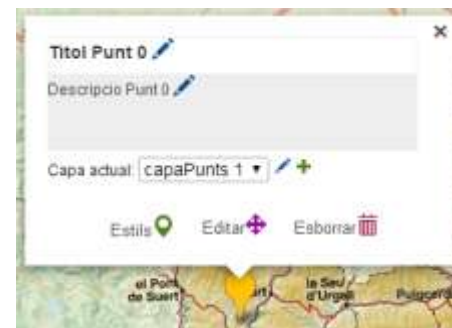 ×
Titol Punt 0
Descripcio Punt 0
Capa actual: capaPunts 1
Estils Editar Esborrar
el Pont
de Suert
la Seu
d'Urgell